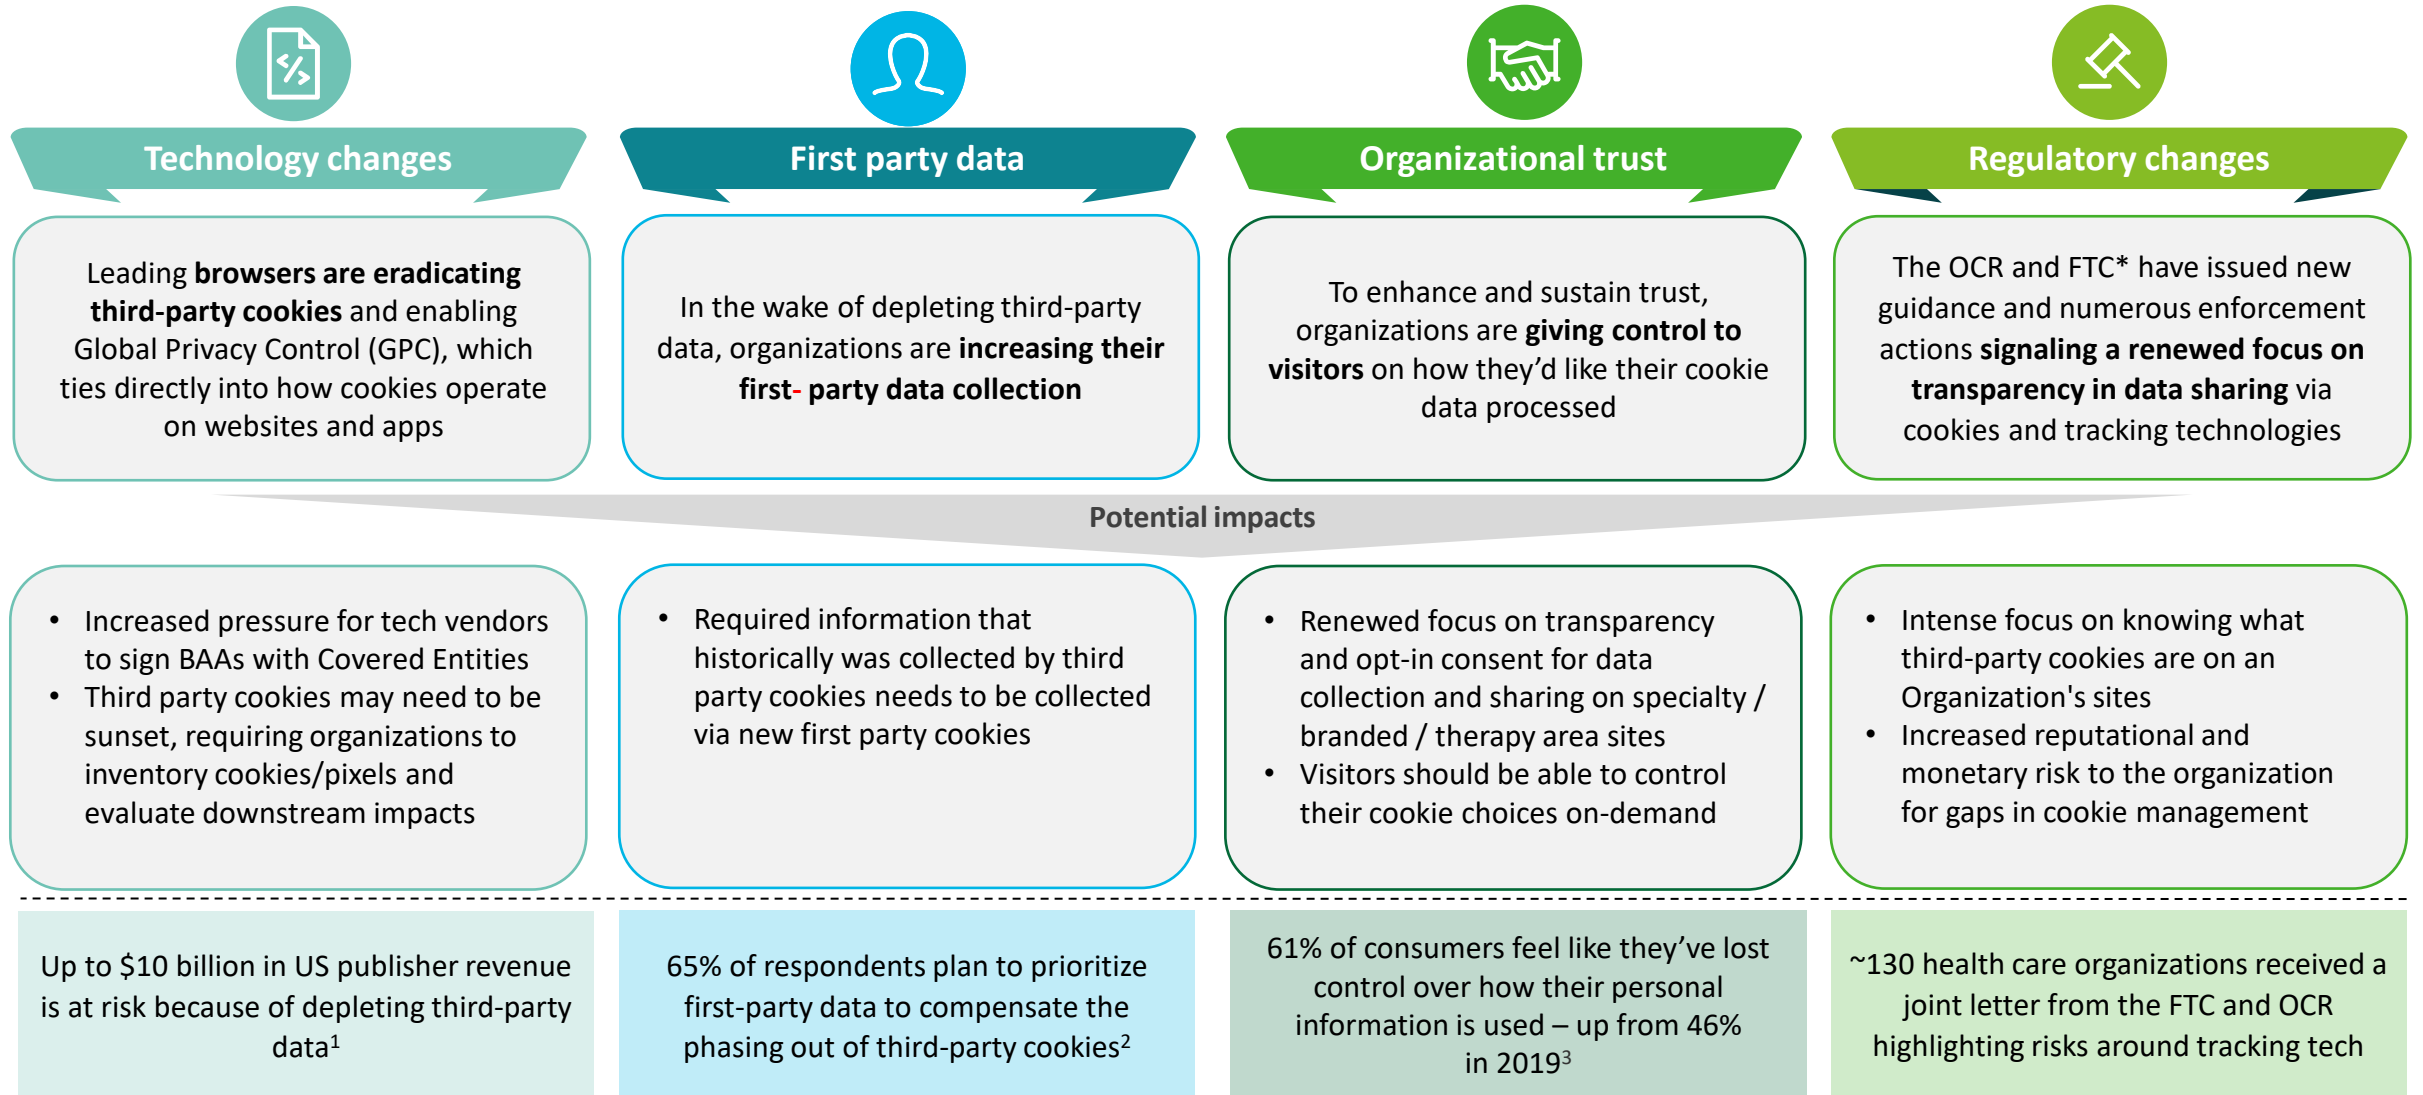 Technology changes
First party data
Organizational trust
Regulatory changes
Leading browsers are eradicating
third-party cookies and enabling
Global Privacy Control (GPC), which
ties directly into how cookies operate
on websites and apps
In the wake of depleting third-party
data, organizations are increasing their
first- party data collection
To enhance and sustain trust,
organizations are giving control to
visitors on how they’d like their cookie
data processed
The OCR and FTC* have issued new
guidance and numerous enforcement
actions signaling a renewed focus on
transparency in data sharing via
cookies and tracking technologies
Potential impacts
• Increased pressure for tech vendors
to sign BAAs with Covered Entities
• Third party cookies may need to be
sunset, requiring organizations to
inventory cookies/pixels and
evaluate downstream impacts
• Required information that
historically was collected by third
party cookies needs to be collected
via new first party cookies
• Renewed focus on transparency
and opt-in consent for data
collection and sharing on specialty /
branded / therapy area sites
• Visitors should be able to control
their cookie choices on-demand
• Intense focus on knowing what
third-party cookies are on an
Organization's sites
• Increased reputational and
monetary risk to the organization
for gaps in cookie management
Up to $10 billion in US publisher revenue
is at risk because of depleting third-party
data¹
65% of respondents plan to prioritize
first-party data to compensate the
phasing out of third-party cookies²
61% of consumers feel like they’ve lost
control over how their personal
information is used – up from 46%
in 2019³
~130 health care organizations received a
joint letter from the FTC and OCR
highlighting risks around tracking tech